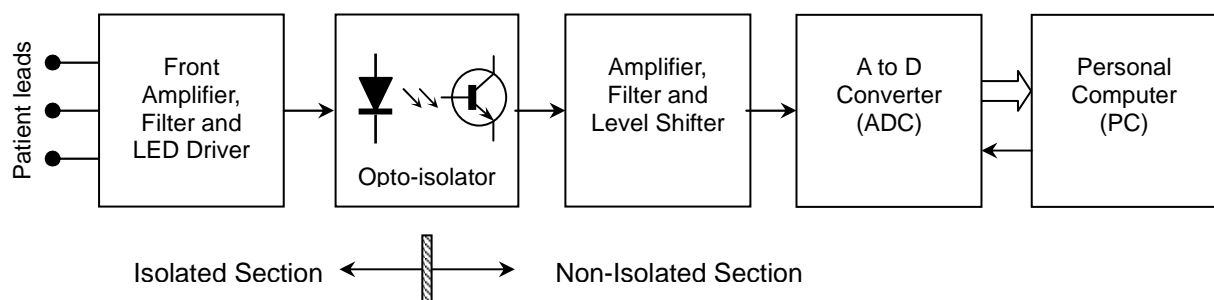 Patient leads
Front
Amplifier,
Filter and
LED Driver
Opto-isolator
Amplifier,
Filter and
Level Shifter
A to D
Converter
(ADC)
Personal
Computer
(PC)
Isolated Section
Non-Isolated Section